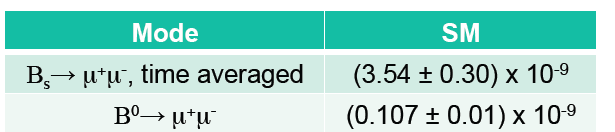 Mode SM
Bₛ→ μ⁺μ⁻, time averaged (3.54 ± 0.30) x 10⁻⁹
B⁰→ μ⁺μ⁻ (0.107 ± 0.01) x 10⁻⁹